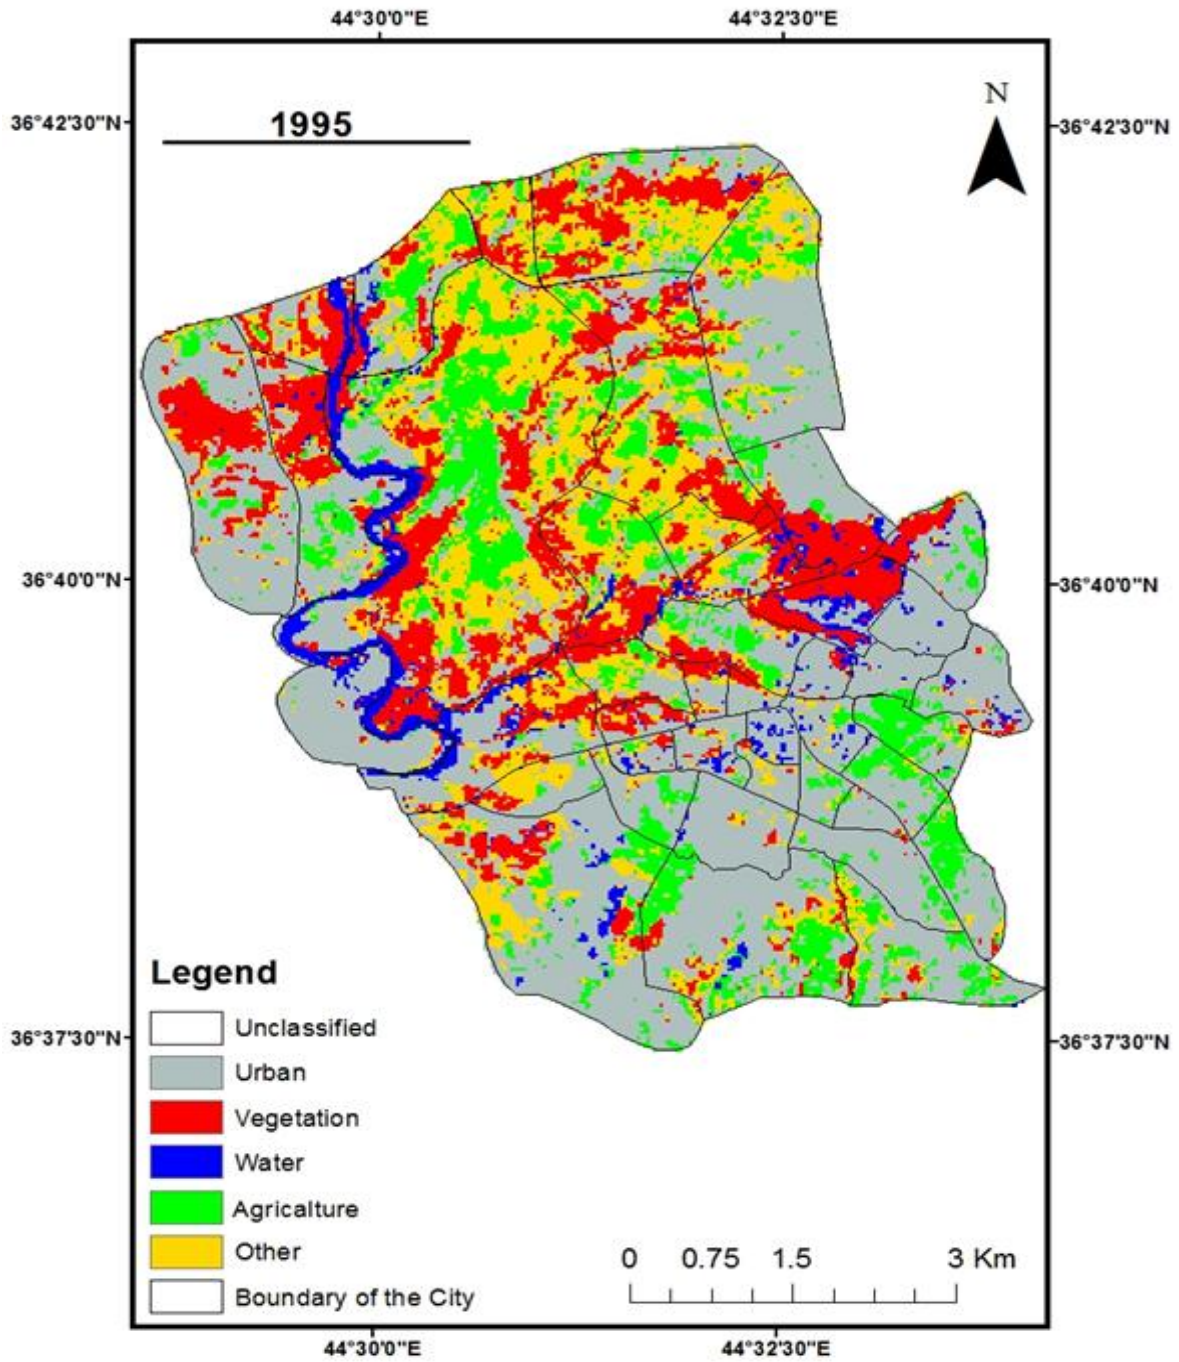 44°30'0"E 44°32'30"E
N
36°42'30"N 1995 36°42'30"N
36°40'0"N 36°40'0"N
Legend
36°37'30"N 36°37'30"N
Unclassified
Urban
Vegetation
Water
Agricalture
Other
0 0.75 1.5 3 Km
Boundary of the City
44°30'0"E 44°32'30"E